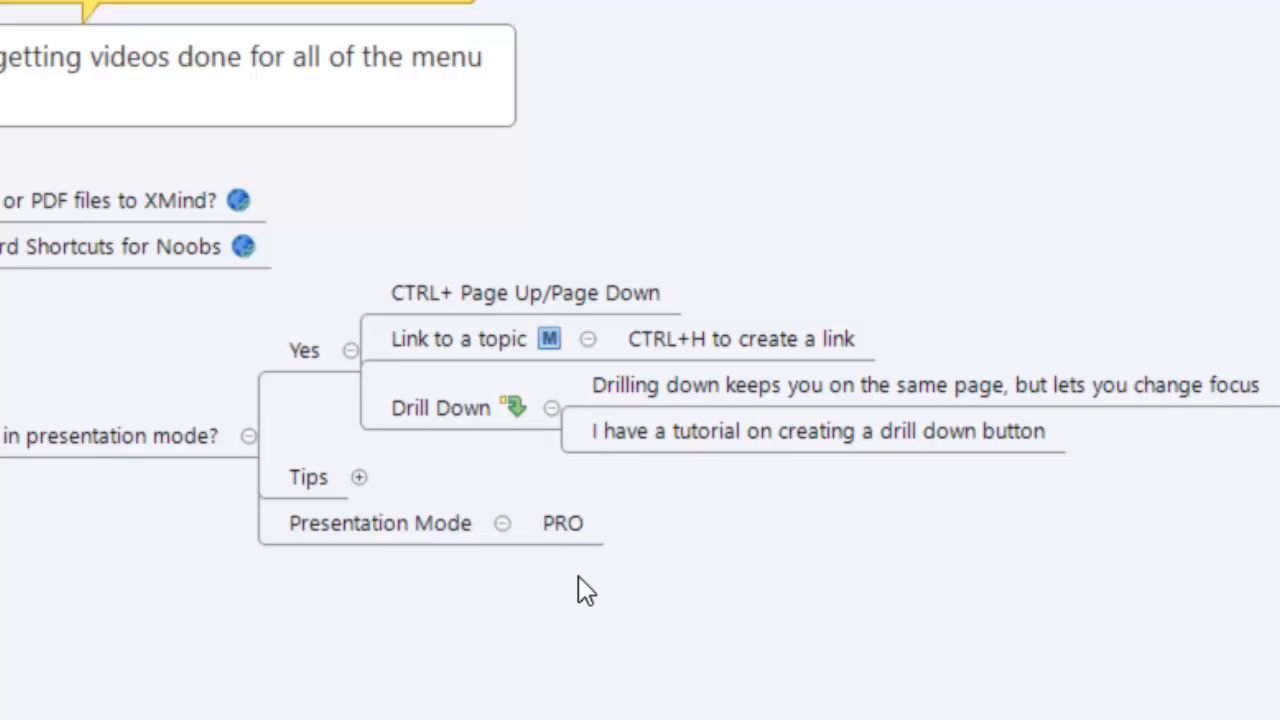 getting videos done for all of the menu
or PDF files to XMind?
rd Shortcuts for Noobs
CTRL+ Page Up/Page Down
Yes
Link to a topic M CTRL+H to create a link
Drilling down keeps you on the same page, but lets you change focus
Drill Down
I have a tutorial on creating a drill down button
in presentation mode?
Tips
Presentation Mode PRO